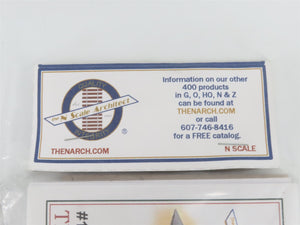 the N Scale Architect
®
THENARCH.COM
Information on our other
400 products
in G, O, HO, N & Z
can be found at
THENARCH.COM
or call
607-746-8416
for a FREE catalog.
N SCALE